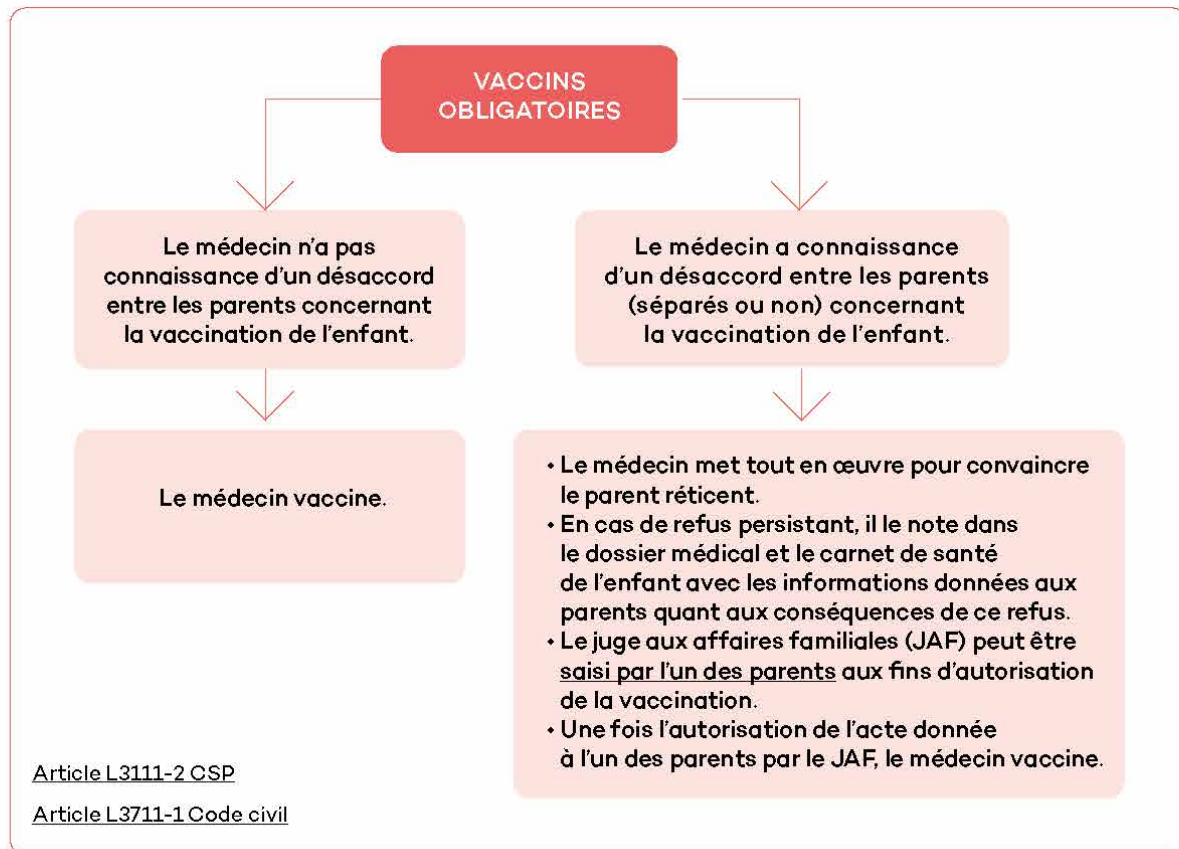 VACCINS
OBLIGATOIRES
Le médecin n'a pas
connaissance d'un désaccord
entre les parents concernant
la vaccination de l'enfant.
Le médecin vaccine.
Le médecin a connaissance
d'un désaccord entre les parents
(séparés ou non) concernant
la vaccination de l'enfant.
• Le médecin met tout en œuvre pour convaincre
le parent réticent.
• En cas de refus persistant, il le note dans
le dossier médical et le carnet de santé
de l'enfant avec les informations données aux
parents quant aux conséquences de ce refus.
• Le juge aux affaires familiales (JAF) peut être
saisi par l'un des parents aux fins d'autorisation
de la vaccination.
• Une fois l'autorisation de l'acte donnée
à l'un des parents par le JAF, le médecin vaccine.
Article L3111-2 CSP
Article L3711-1 Code civil